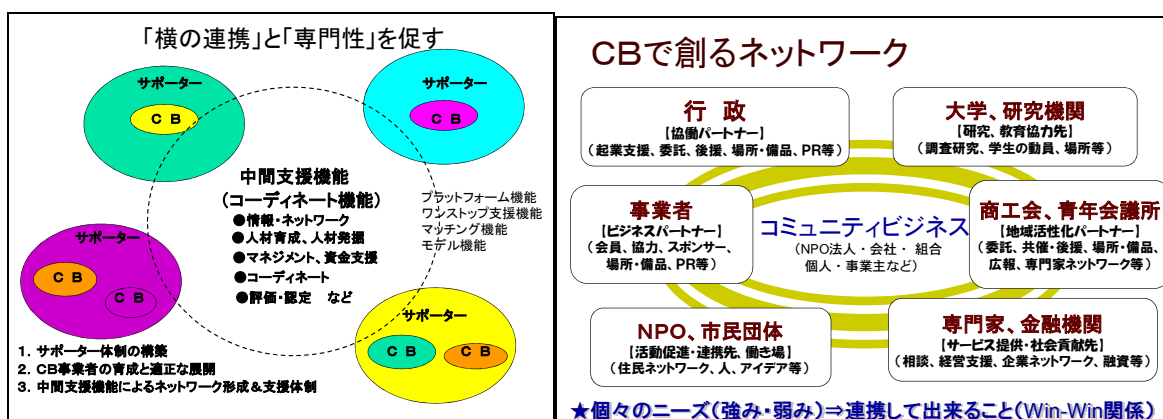 「横の連携」と「専門性」を促す
サポーター
CB
サポーター
CB
中間支援機能
(コーディネート機能)
●情報・ネットワーク
●人材育成、人材発掘
●マネジメント、資金支援
●コーディネート
●評価・認定 など
プラットフォーム機能
ワンストップ支援機能
マッチング機能
モデル機能
サポーター
CB
CB
サポーター
CB
CB
1. サポーター体制の構築
2. CB事業者の育成と適正な展開
3. 中間支援機能によるネットワーク形成&支援体制
CBで創るネットワーク
行 政
【協働パートナー】
(起業支援、委託、後援、場所・備品、PR等)
大学、研究機関
【研究、教育協力先】
(調査研究、学生の動員、場所等)
事業者
【ビジネスパートナー】
(会員、協力、スポンサー、
場所・備品、PR等)
コミュニティビジネス
(NPO法人・会社・ 組合
個人・事業主など)
商工会、青年会議所
【地域活性化パートナー】
(委託、共催・後援、場所・備品、
広報、専門家ネットワーク等)
NPO、市民団体
【活動促進・連携先、働き場】
(住民ネットワーク、人、アイデア等)
専門家、金融機関
【サービス提供・社会貢献先】
(相談、経営支援、企業ネットワーク、融資等)
★個々のニーズ(強み・弱み)⇒連携して出来ること(Win-Win関係)